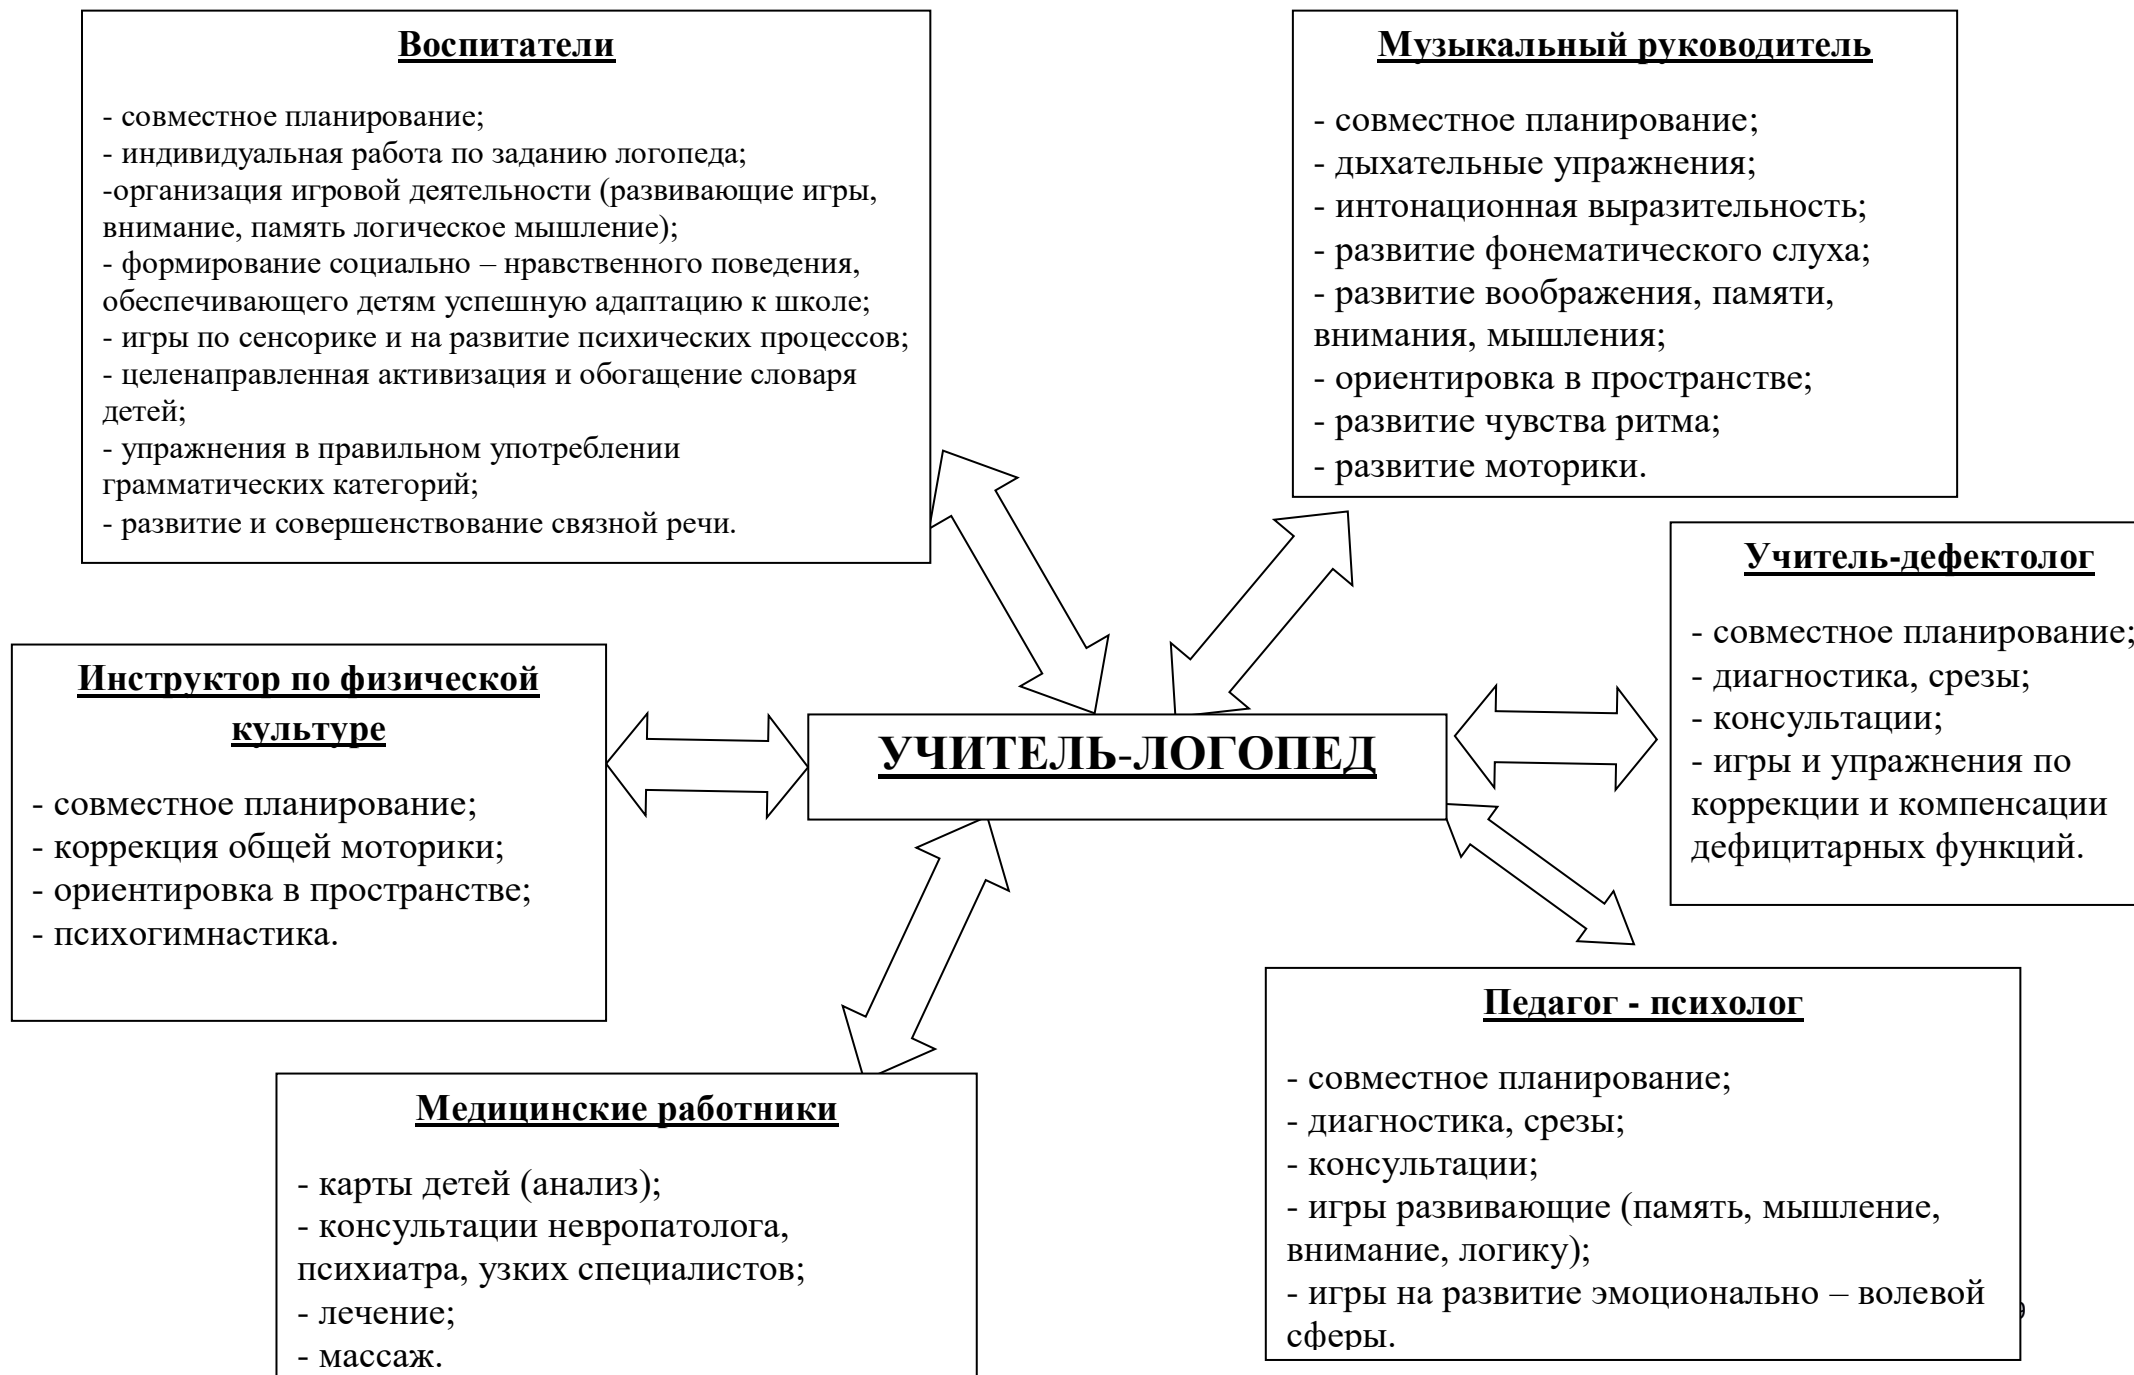 Воспитатели
- совместное планирование;
- индивидуальная работа по заданию логопеда;
-организация игровой деятельности (развивающие игры,
внимание, память логическое мышление);
- формирование социально – нравственного поведения,
обеспечивающего детям успешную адаптацию к школе;
- игры по сенсорике и на развитие психических процессов;
- целенаправленная активизация и обогащение словаря
детей;
- упражнения в правильном употреблении
грамматических категорий;
- развитие и совершенствование связной речи.
Музыкальный руководитель
- совместное планирование;
- дыхательные упражнения;
- интонационная выразительность;
- развитие фонематического слуха;
- развитие воображения, памяти,
внимания, мышления;
- ориентировка в пространстве;
- развитие чувства ритма;
- развитие моторики.
Учитель-дефектолог
- совместное планирование;
- диагностика, срезы;
- консультации;
- игры и упражнения по
коррекции и компенсации
дефицитарных функций.
Инструктор по физической
культуре
- совместное планирование;
- коррекция общей моторики;
- ориентировка в пространстве;
- психогимнастика.
УЧИТЕЛЬ-ЛОГОПЕД
Медицинские работники
- карты детей (анализ);
- консультации невропатолога,
психиатра, узких специалистов;
- лечение;
- массаж.
Педагог - психолог
- совместное планирование;
- диагностика, срезы;
- консультации;
- игры развивающие (память, мышление,
внимание, логику);
- игры на развитие эмоционально – волевой
сферы.